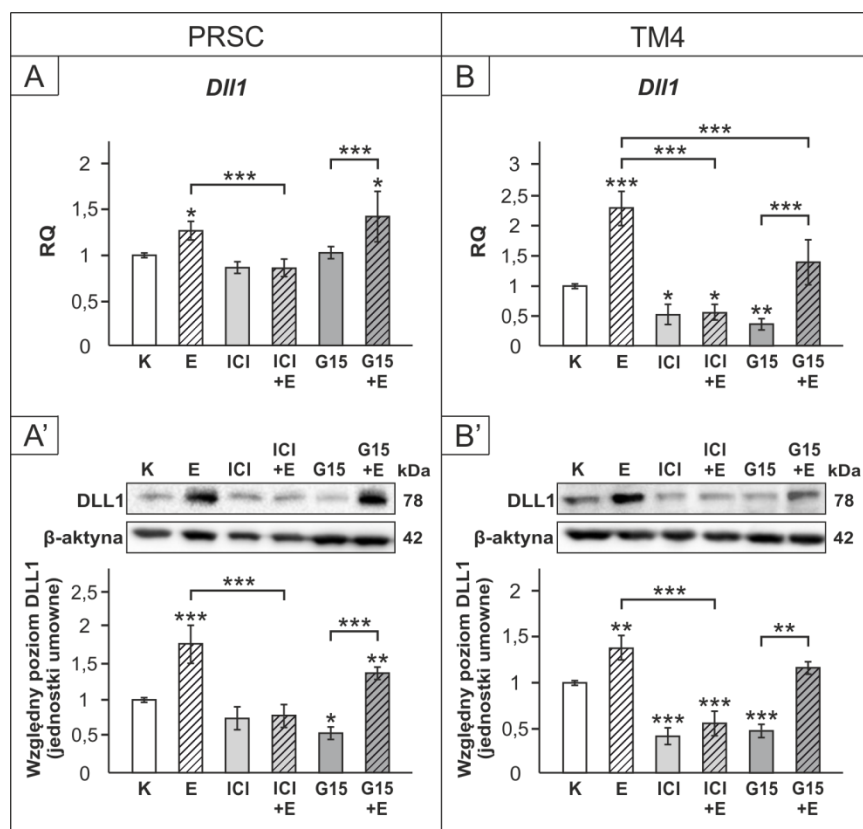 PRSC
TM4
A
Dll1
RQ
2
1,5
1
0,5
0
***
***
*
*
K E ICI ICI +E G15 G15 +E
B
Dll1
RQ
3
2,5
2
1,5
1
0,5
0
***
***
***
***
*
*
**
K E ICI ICI +E G15 G15 +E
A'
K E ICI ICI +E G15 G15 +E kDa
DLL1 78
β-aktyna 42
Względny poziom DLL1
(jednostki umowne)
2,5
2
1,5
1
0,5
0
***
***
***
**
*
K E ICI ICI +E G15 G15 +E
B'
K E ICI ICI +E G15 G15 +E kDa
DLL1 78
β-aktyna 42
Względny poziom DLL1
(jednostki umowne)
2
1,5
1
0,5
0
***
**
**
***
***
***
K E ICI ICI +E G15 G15 +E